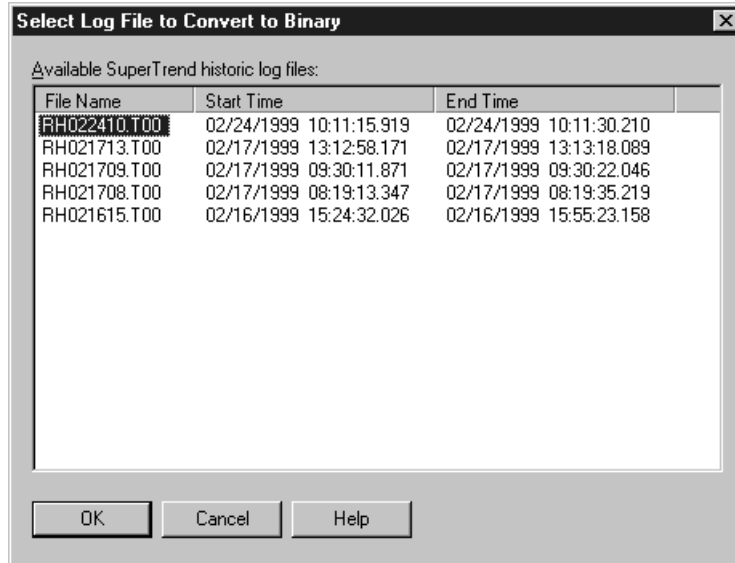 Select Log File to Convert to Binary
Available SuperTrend historic log files:
File Name Start Time End Time
RH022410.T00 02/24/1999 10:11:15.919 02/24/1999 10:11:30.210
RH021713.T00 02/17/1999 13:12:58.171 02/17/1999 13:13:18.089
RH021709.T00 02/17/1999 09:30:11.871 02/17/1999 09:30:22.046
RH021708.T00 02/17/1999 08:19:13.347 02/17/1999 08:19:35.219
RH021615.T00 02/16/1999 15:24:32.026 02/16/1999 15:55:23.158
OK Cancel Help